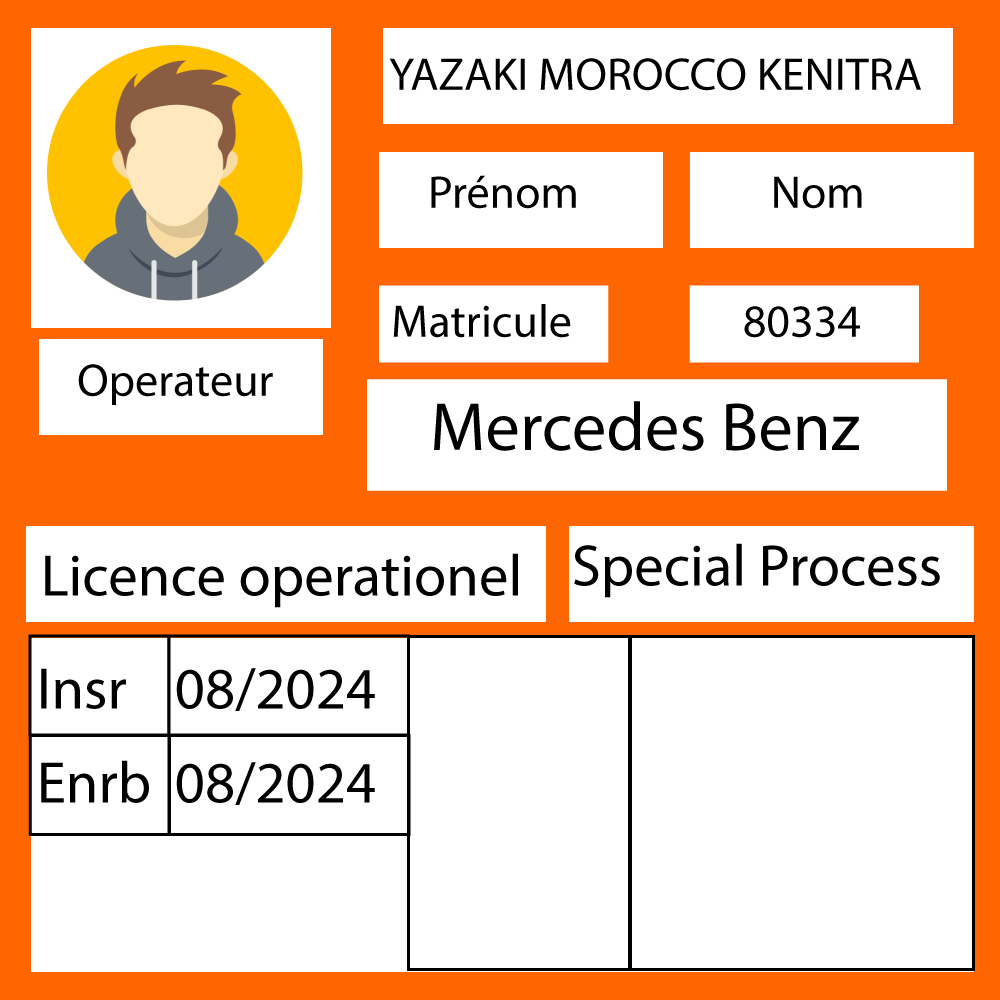 YAZAKI MOROCCO KENITRA
Prénom
Nom
Matricule
80334
Operateur
Mercedes Benz
Licence operationel
Special Process
Insr
08/2024
Enrb
08/2024